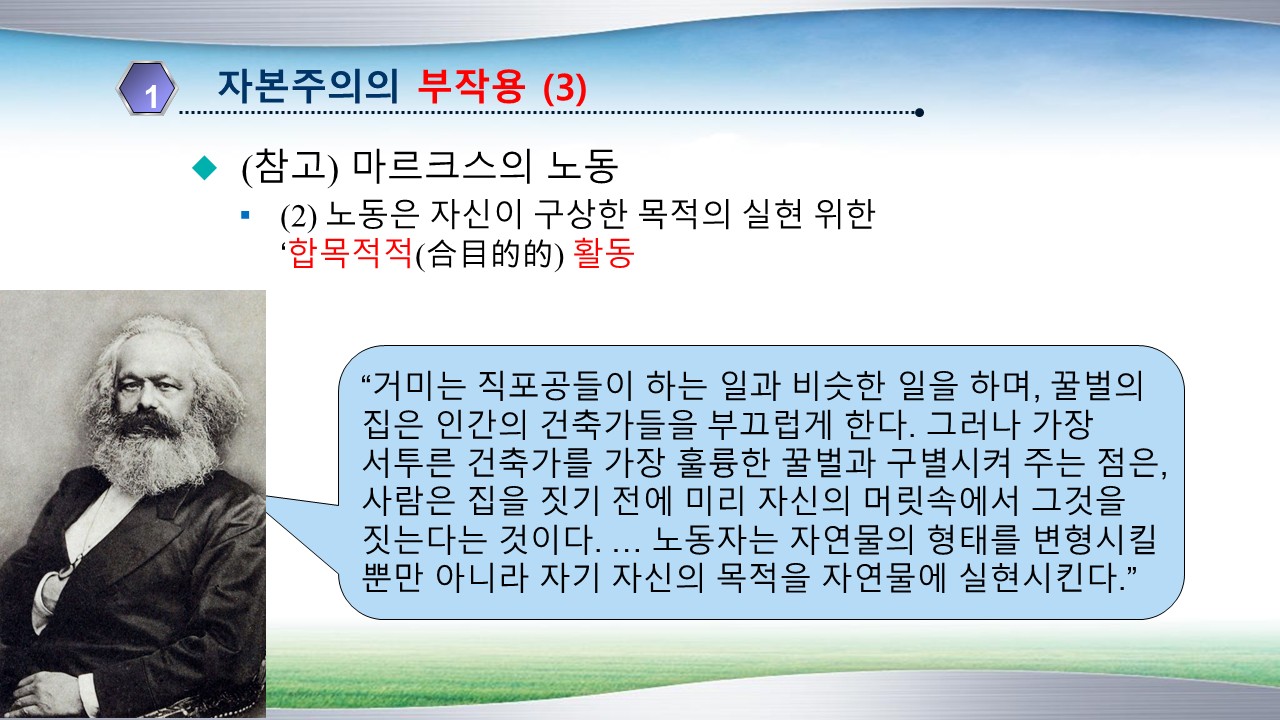 1
자본주의의 부작용 (3)
(참고) 마르크스의 노동
(2) 노동은 자신이 구상한 목적의 실현 위한
‘합목적적(合目的的) 활동
“거미는 직포공들이 하는 일과 비슷한 일을 하며, 꿀벌의
집은 인간의 건축가들을 부끄럽게 한다. 그러나 가장
서투른 건축가를 가장 훌륭한 꿀벌과 구별시켜 주는 점은,
사람은 집을 짓기 전에 미리 자신의 머릿속에서 그것을
짓는다는 것이다. … 노동자는 자연물의 형태를 변형시킬
뿐만 아니라 자기 자신의 목적을 자연물에 실현시킨다.”